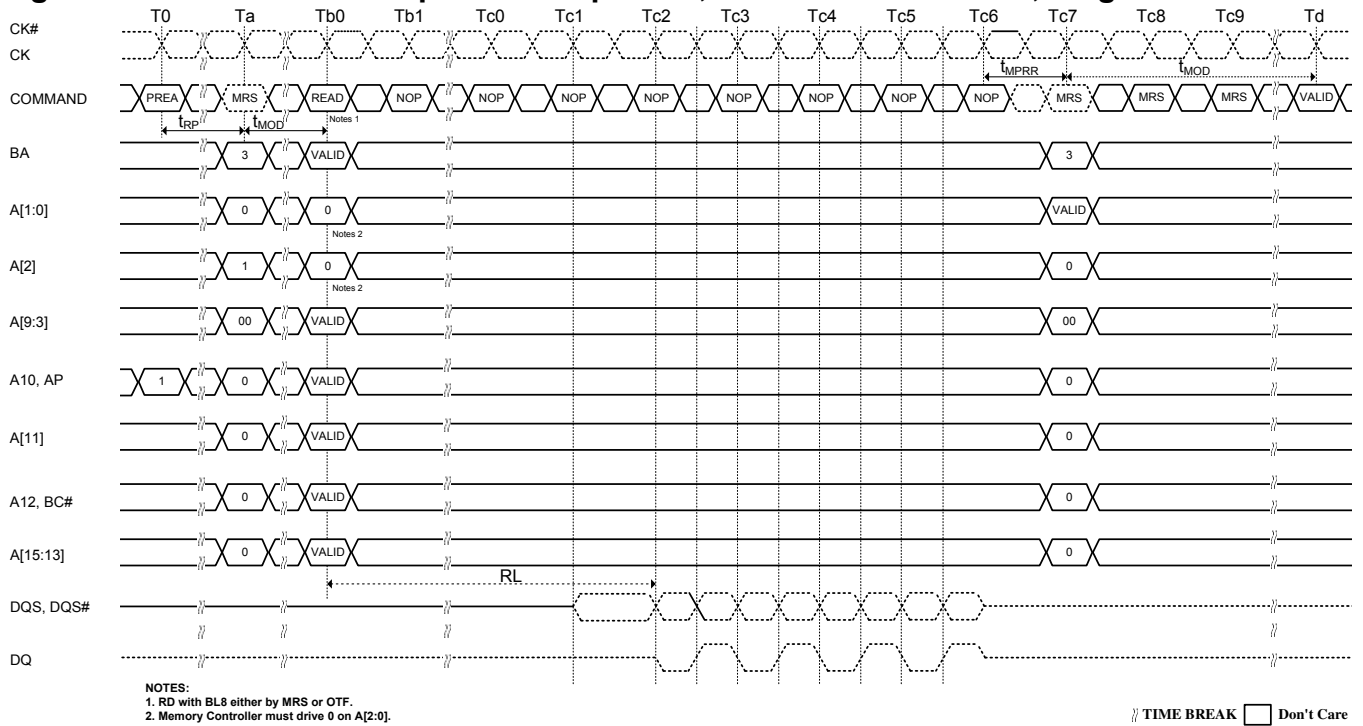 T0 Ta Tb0 Tb1 Tc0 Tc1 Tc2 Tc3 Tc4 Tc5 Tc6 Tc7 Tc8 Tc9 Td
CK#
CK
tMPRR tMOD
COMMAND PREA MRS READ NOP NOP NOP NOP NOP NOP NOP NOP MRS MRS MRS VALID
Notes 1
tRP tMOD
BA 3 VALID 3
A[1:0] 0 0 VALID
Notes 2
A[2] 1 0 0
Notes 2
A[9:3] 00 VALID 00
A10, AP 1 0 VALID 0
A[11] 0 VALID 0
A12, BC# 0 VALID 0
A[15:13] 0 VALID 0
RL
DQS, DQS#
DQ
NOTES:
1. RD with BL8 either by MRS or OTF.
2. Memory Controller must drive 0 on A[2:0].
TIME BREAK Don't Care